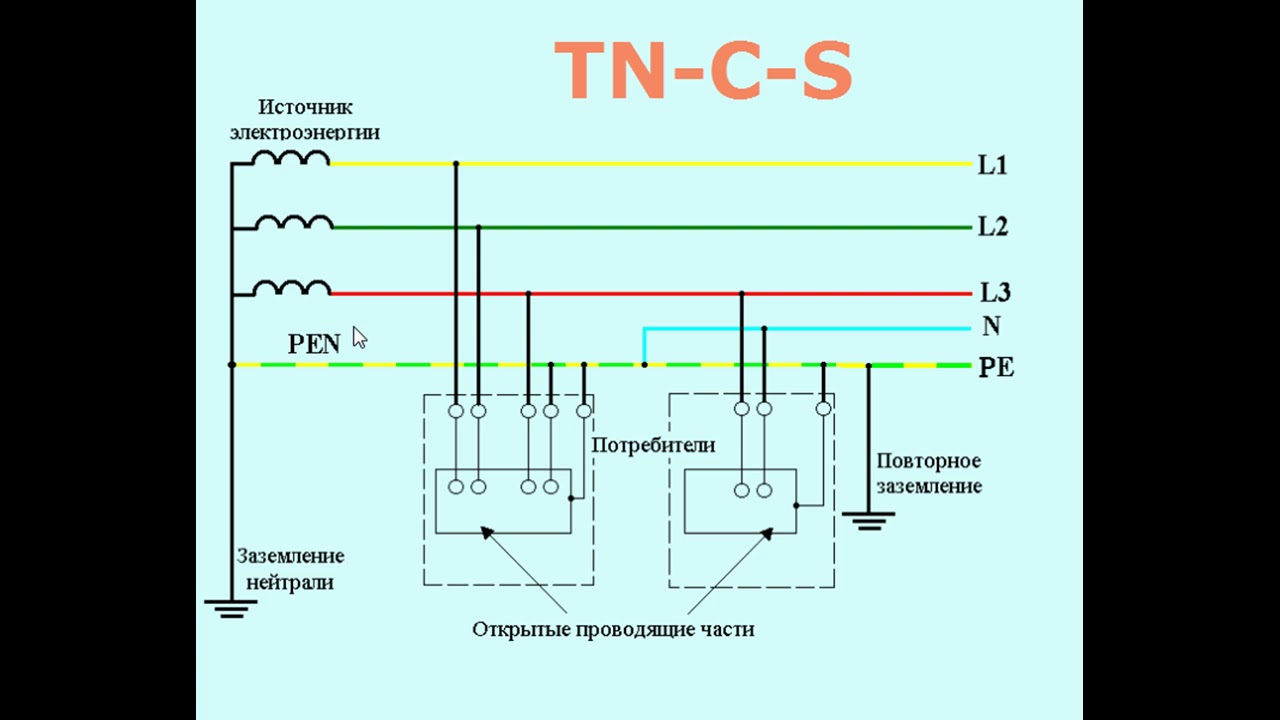 TN-C-S
Источник
электроэнергии
L1
L2
L3
N
PEN
PE
Потребители
Повторное
заземление
Заземление
нейтрали
Открытые проводящие части